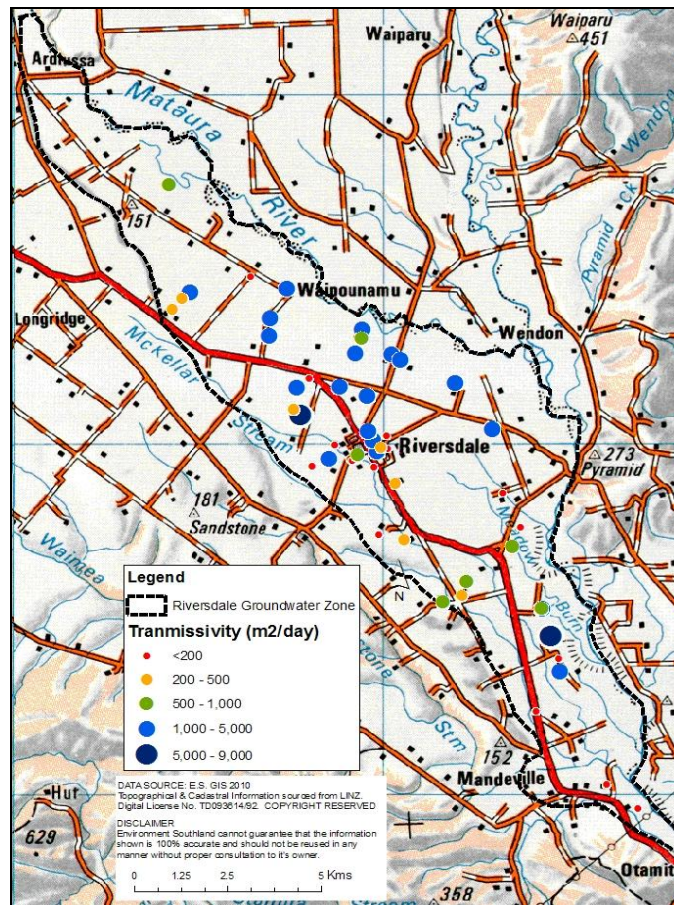 Waiparu
451
Waiparu
Ardlussa
Mataura
Wendon
River
151
Pyramid Ck
Waipounamu
Longridge
Wendon
McKellar
Stream
Riversdale
273
Pyramid
181
Sandstone
Waimea
N
Burn
Stm
152
Mandeville
Hut
629
Otamita
358
Stream
Legend
Riversdale Groundwater Zone
Tranmissivity (m2/day)
<200
200 - 500
500 - 1,000
1,000 - 5,000
5,000 - 9,000
DATA SOURCE: E.S. GIS 2010
Topographical & Cadastral Information sourced from LINZ.
Digital License No. TD093614/92. COPYRIGHT RESERVED
DISCLAIMER
Environment Southland cannot guarantee that the information
shown is 100% accurate and should not be reused in any
manner without proper consultation to it's owner.
0 1.25 2.5 5 Kms